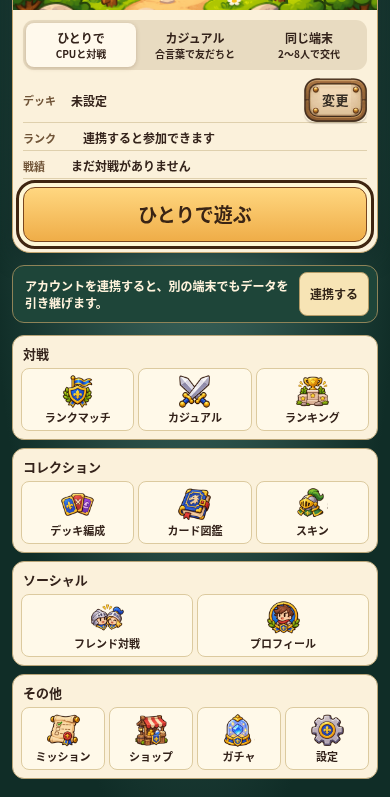 ひとりで
CPUと対戦
カジュアル
合言葉で友だちと
同じ端末
2〜8人で交代
デッキ 未設定
変更
ランク 連携すると参加できます
戦績 まだ対戦がありません
ひとりで遊ぶ
アカウントを連携すると、別の端末でもデータを
引き継げます。
連携する
対戦
ランクマッチ
カジュアル
ランキング
コレクション
デッキ編成
カード図鑑
スキン
ソーシャル
フレンド対戦
プロフィール
その他
ミッション
ショップ
ガチャ
設定